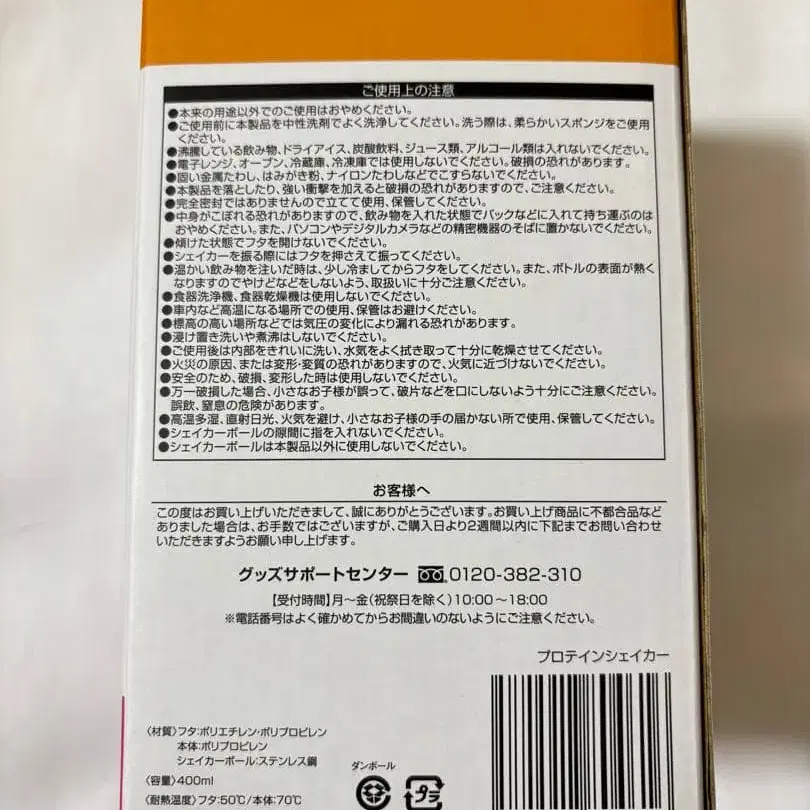 ご使用上の注意
●本来の用途以外でのご使用はおやめください。
●ご使用前に本製品を中性洗剤でよく洗浄してください。洗う際は、柔らかいスポンジをご使用
ください。
●沸騰している飲み物、ドライアイス、炭酸飲料、ジュース類、アルコール類は入れないでください。
●電子レンジ、オーブン、冷蔵庫、冷凍庫では使用しないでください。破損の恐れがあります。
●固い金属たわし、はみがき粉、ナイロンたわしなどでこすらないでください。
●本製品を落としたり、強い衝撃を加えると破損の恐れがありますので、ご注意ください。
●完全密封ではありませんので立てて使用、保管してください。
●中身がこぼれる恐れがありますので、飲み物を入れた状態でバックなどに入れて持ち運ぶのは
おやめください。また、パソコンやデジタルカメラなどの精密機器のそばに置かないでください。
●傾けた状態でフタを開けないでください。
●シェイカーを振る際にはフタを押さえて振ってください。
●温かい飲み物を注いだ時は、少し冷ましてからフタをしてください。また、ボトルの表面が熱く
なりますのでやけどなどをしないよう、取扱いに十分ご注意ください。
●食器洗浄機、食器乾燥機は使用しないでください。
●車内など高温になる場所での使用、保管はお避けください。
●標高の高い場所などでは気圧の変化により漏れる恐れがあります。
●浸け置き洗いや煮沸はしないでください。
●ご使用後は内部をきれいに洗い、水気をよく拭き取って十分に乾燥させてください。
●火災の原因、または変形・変質の恐れがありますので、火気に近づけないでください。
●安全のため、破損、変形した時は使用しないでください。
●万一破損した場合、小さなお子様が誤って、破片などを口にしないよう十分にご注意ください。
誤飲、窒息の危険があります。
●高温多湿、直射日光、火気を避け、小さなお子様の手の届かない所で使用、保管してください。
●シェイカーボールの隙間に指を入れないでください。
●シェイカーボールは本製品以外に使用しないでください。
お客様へ
この度はお買い上げいただきまして、誠にありがとうございます。お買い上げ商品に不都合品など
ありました場合は、お手数ではございますが、ご購入日より2週間以内に下記までお問い合わせ
いただきますようお願い申し上げます。
グッズサポートセンター 0120-382-310
【受付時間】月〜金(祝祭日を除く)10:00〜18:00
※電話番号はよく確かめてからお間違いのないようにご注意ください。
プロテインシェイカー
〈材質〉フタ:ポリエチレン・ポリプロピレン
本体:ポリプロピレン
シェイカーボール:ステンレス鋼
〈容量〉400ml
〈耐熱温度〉フタ:50℃/本体:70℃
ダンボール
プラ